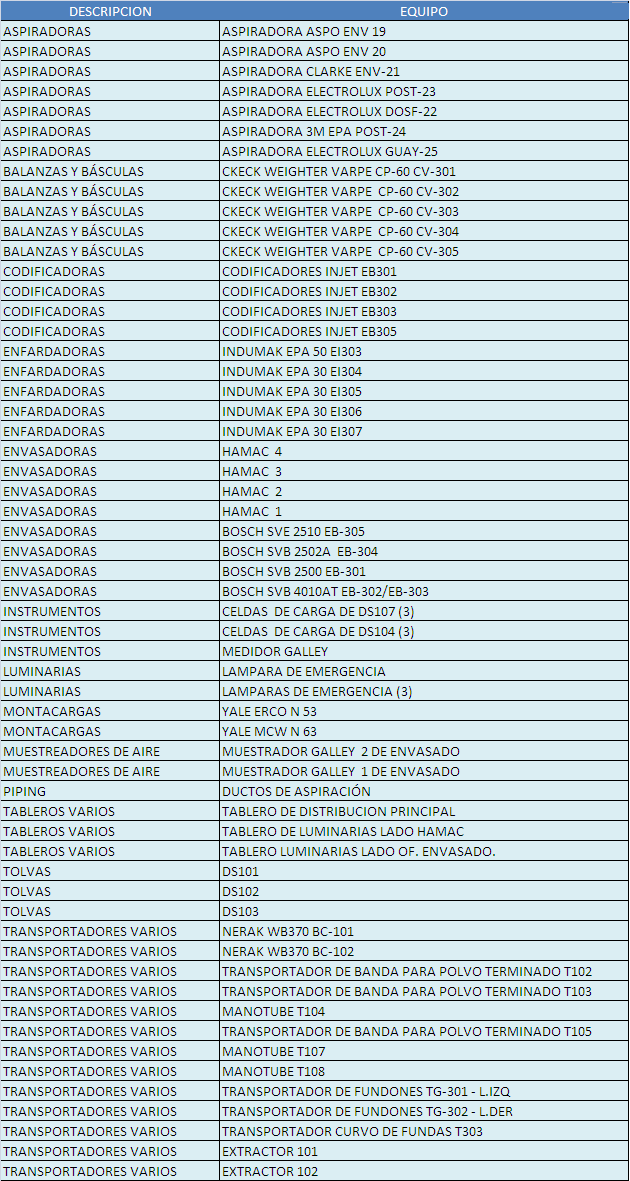 DESCRIPCION EQUIPO
ASPIRADORAS ASPIRADORA ASPO ENV 19
ASPIRADORAS ASPIRADORA ASPO ENV 20
ASPIRADORAS ASPIRADORA CLARKE ENV-21
ASPIRADORAS ASPIRADORA ELECTROLUX POST-23
ASPIRADORAS ASPIRADORA ELECTROLUX DOSF-22
ASPIRADORAS ASPIRADORA 3M EPA POST-24
ASPIRADORAS ASPIRADORA ELECTROLUX GUAY-25
BALANZAS Y BÁSCULAS CKECK WEIGHTER VARPE CP-60 CV-301
BALANZAS Y BÁSCULAS CKECK WEIGHTER VARPE CP-60 CV-302
BALANZAS Y BÁSCULAS CKECK WEIGHTER VARPE CP-60 CV-303
BALANZAS Y BÁSCULAS CKECK WEIGHTER VARPE CP-60 CV-304
BALANZAS Y BÁSCULAS CKECK WEIGHTER VARPE CP-60 CV-305
CODIFICADORAS CODIFICADORES INJET EB301
CODIFICADORAS CODIFICADORES INJET EB302
CODIFICADORAS CODIFICADORES INJET EB303
CODIFICADORAS CODIFICADORES INJET EB305
ENFARDADORAS INDUMAK EPA 50 EI303
ENFARDADORAS INDUMAK EPA 30 EI304
ENFARDADORAS INDUMAK EPA 30 EI305
ENFARDADORAS INDUMAK EPA 30 EI306
ENFARDADORAS INDUMAK EPA 30 EI307
ENVASADORAS HAMAC 4
ENVASADORAS HAMAC 3
ENVASADORAS HAMAC 2
ENVASADORAS HAMAC 1
ENVASADORAS BOSCH SVE 2510 EB-305
ENVASADORAS BOSCH SVB 2502A EB-304
ENVASADORAS BOSCH SVB 2500 EB-301
ENVASADORAS BOSCH SVB 4010AT EB-302/EB-303
INSTRUMENTOS CELDAS DE CARGA DE DS107 (3)
INSTRUMENTOS CELDAS DE CARGA DE DS104 (3)
INSTRUMENTOS MEDIDOR GALLEY
LUMINARIAS LAMPARA DE EMERGENCIA
LUMINARIAS LAMPARAS DE EMERGENCIA (3)
MONTACARGAS YALE ERCO N 53
MONTACARGAS YALE MCW N 63
MUESTREADORES DE AIRE MUESTRADOR GALLEY 2 DE ENVASADO
MUESTREADORES DE AIRE MUESTRADOR GALLEY 1 DE ENVASADO
PIPING DUCTOS DE ASPIRACIÓN
TABLEROS VARIOS TABLERO DE DISTRIBUCION PRINCIPAL
TABLEROS VARIOS TABLERO DE LUMINARIAS LADO HAMAC
TABLEROS VARIOS TABLERO LUMINARIAS LADO OF. ENVASADO.
TOLVAS DS101
TOLVAS DS102
TOLVAS DS103
TRANSPORTADORES VARIOS NERAK WB370 BC-101
TRANSPORTADORES VARIOS NERAK WB370 BC-102
TRANSPORTADORES VARIOS TRANSPORTADOR DE BANDA PARA POLVO TERMINADO T102
TRANSPORTADORES VARIOS TRANSPORTADOR DE BANDA PARA POLVO TERMINADO T103
TRANSPORTADORES VARIOS MANOTUBE T104
TRANSPORTADORES VARIOS TRANSPORTADOR DE BANDA PARA POLVO TERMINADO T105
TRANSPORTADORES VARIOS MANOTUBE T107
TRANSPORTADORES VARIOS MANOTUBE T108
TRANSPORTADORES VARIOS TRANSPORTADOR DE FUNDONES TG-301 - L.IZQ
TRANSPORTADORES VARIOS TRANSPORTADOR DE FUNDONES TG-302 - L.DER
TRANSPORTADORES VARIOS TRANSPORTADOR CURVO DE FUNDAS T303
TRANSPORTADORES VARIOS EXTRACTOR 101
TRANSPORTADORES VARIOS EXTRACTOR 102